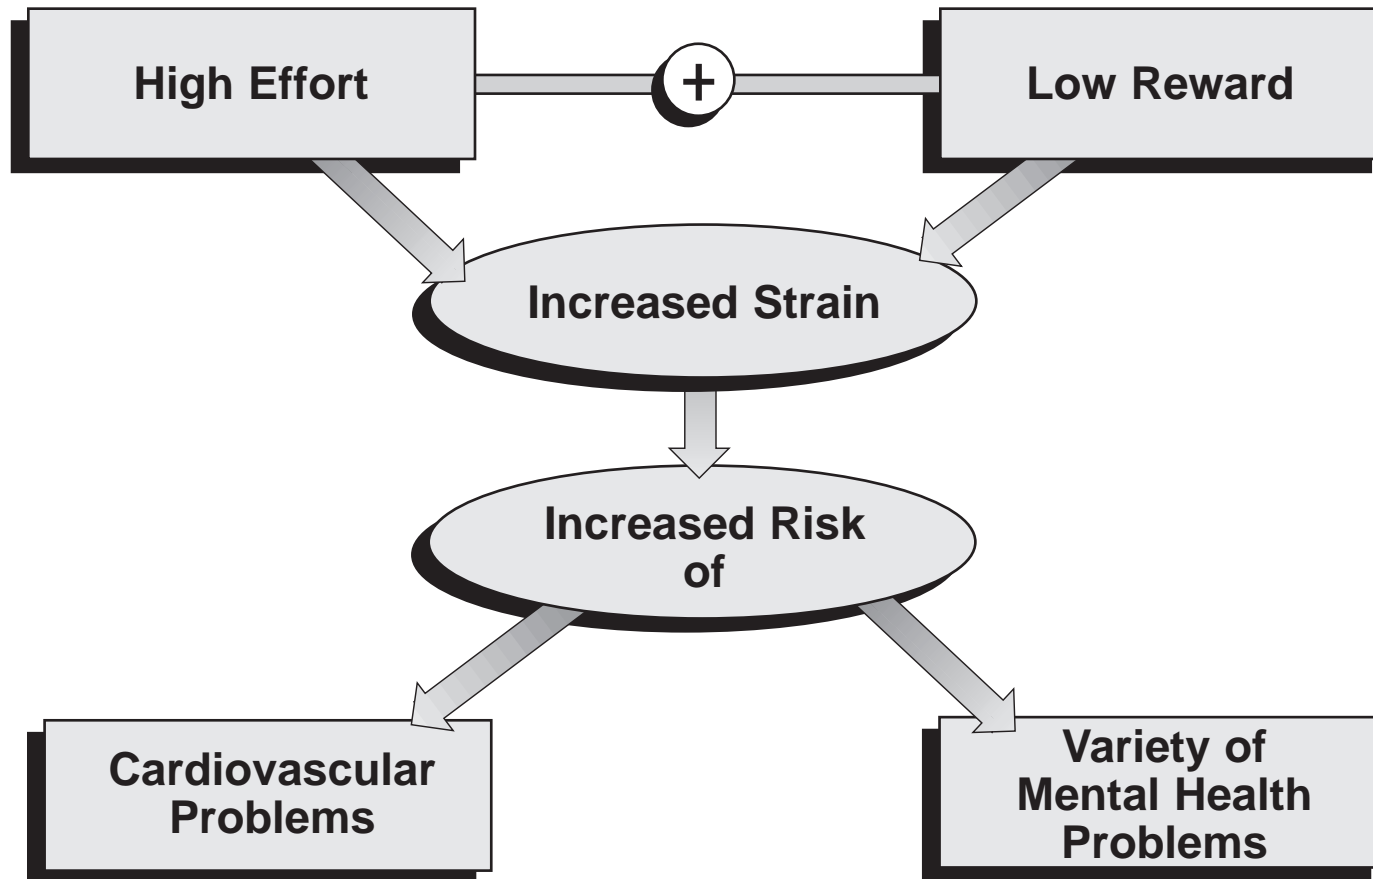 High Effort
+
Low Reward
Increased Strain
Increased Risk
of
Cardiovascular
Problems
Variety of
Mental Health
Problems